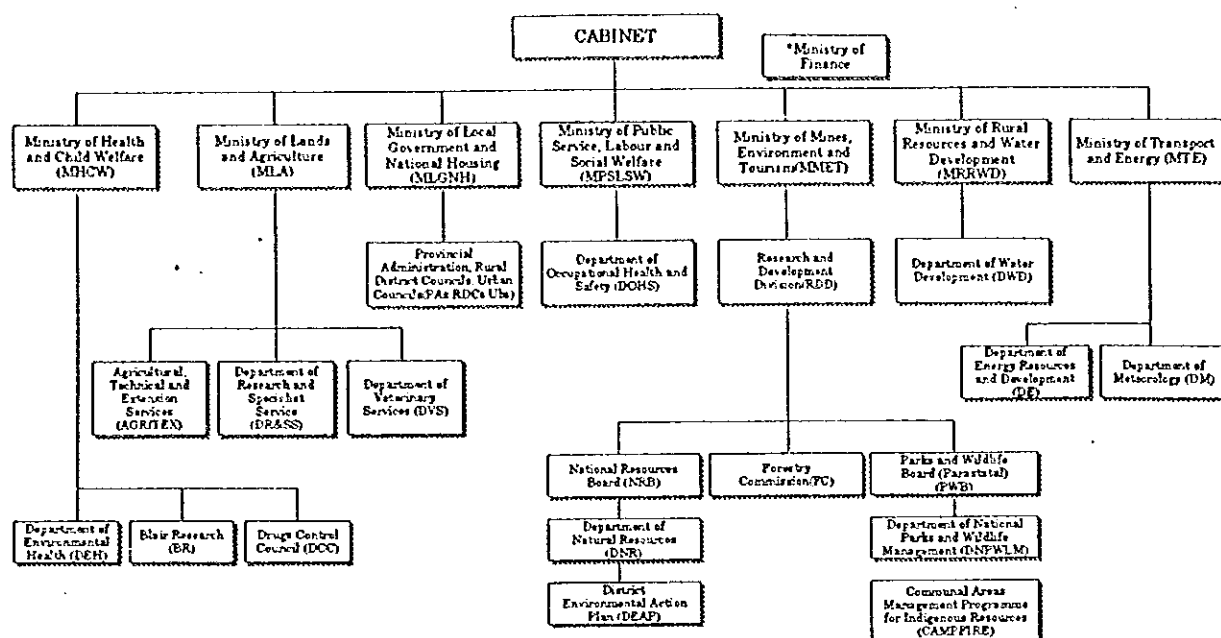 CABINET
*Ministry of
Finance
Ministry of Health
and Child Welfare
(MHCW)
Ministry of Lands
and Agriculture
(MLA)
Ministry of Local
Government and
National Housing
(MLGNH)
Ministry of Public
Service, Labour and
Social Welfare
(MPSLSW)
Ministry of Mines,
Environment and
Tourism(MMET)
Ministry of Rural
Resources and Water
Development
(MRRWD)
Ministry of Transport
and Energy (MTE)
Provincial
Administration, Rural
District Councils, Urban
Councils(PAs RDCs Ubs)
Department of
Occupational Health and
Safety (DOHS)
Research and
Development
Division(RDD)
Department of Water
Development (DWD)
Agricultural,
Technical and
Extension
Services
(AGRITEX)
Department of
Research and
Specialist
Service
(DR&SS)
Department of
Veterinary
Services (DVS)
Department of
Energy Resources
and Development
(DE)
Department of
Meteorology (DM)
National Resources
Board (NRB)
Forestry
Commission(FC)
Parks and Wildlife
Board (Parastatal)
(PWB)
Department of
Environmental
Health (DEH)
Blair Research
(BR)
Drugs Control
Council (DCC)
Department of
Natural Resources
(DNR)
Department of National
Parks and Wildlife
Management (DNPWLM)
District
Environmental Action
Plan (DEAP)
Communal Areas
Management Programme
for Indigenous Resources
(CAMPFIRE)